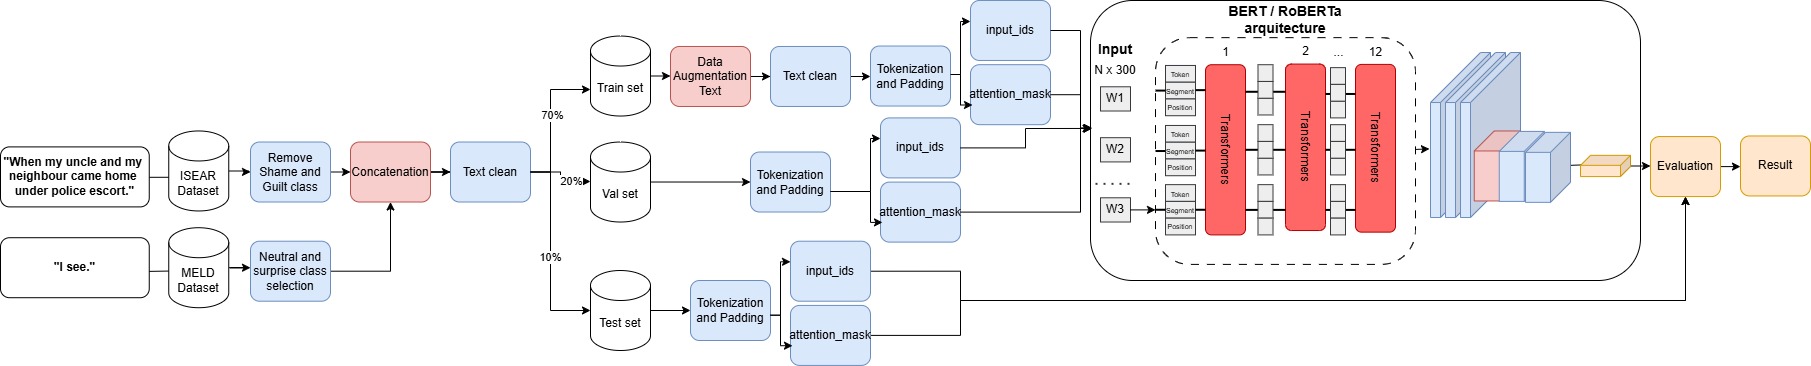 "When my uncle and my
neighbour came home
under police escort."
ISEAR
Dataset
Remove
Shame and
Guilt class
Concatenation
Text clean
"I see."
MELD
Dataset
Neutral and
surprise class
selection
70%
20%
10%
Train set
Data
Augmentation
Text
Text clean
Tokenization
and Padding
input_ids
attention_mask
Val set
Tokenization
and Padding
input_ids
attention_mask
Test set
Tokenization
and Padding
input_ids
attention_mask
BERT / RoBERTa
arquitecture
Input
N x 300
W1
W2
.....
W3
1
2
...
12
Token
Segment
Position
Token
Segment
Position
Token
Segment
Position
Transformers
Transformers
Transformers
Evaluation
Result